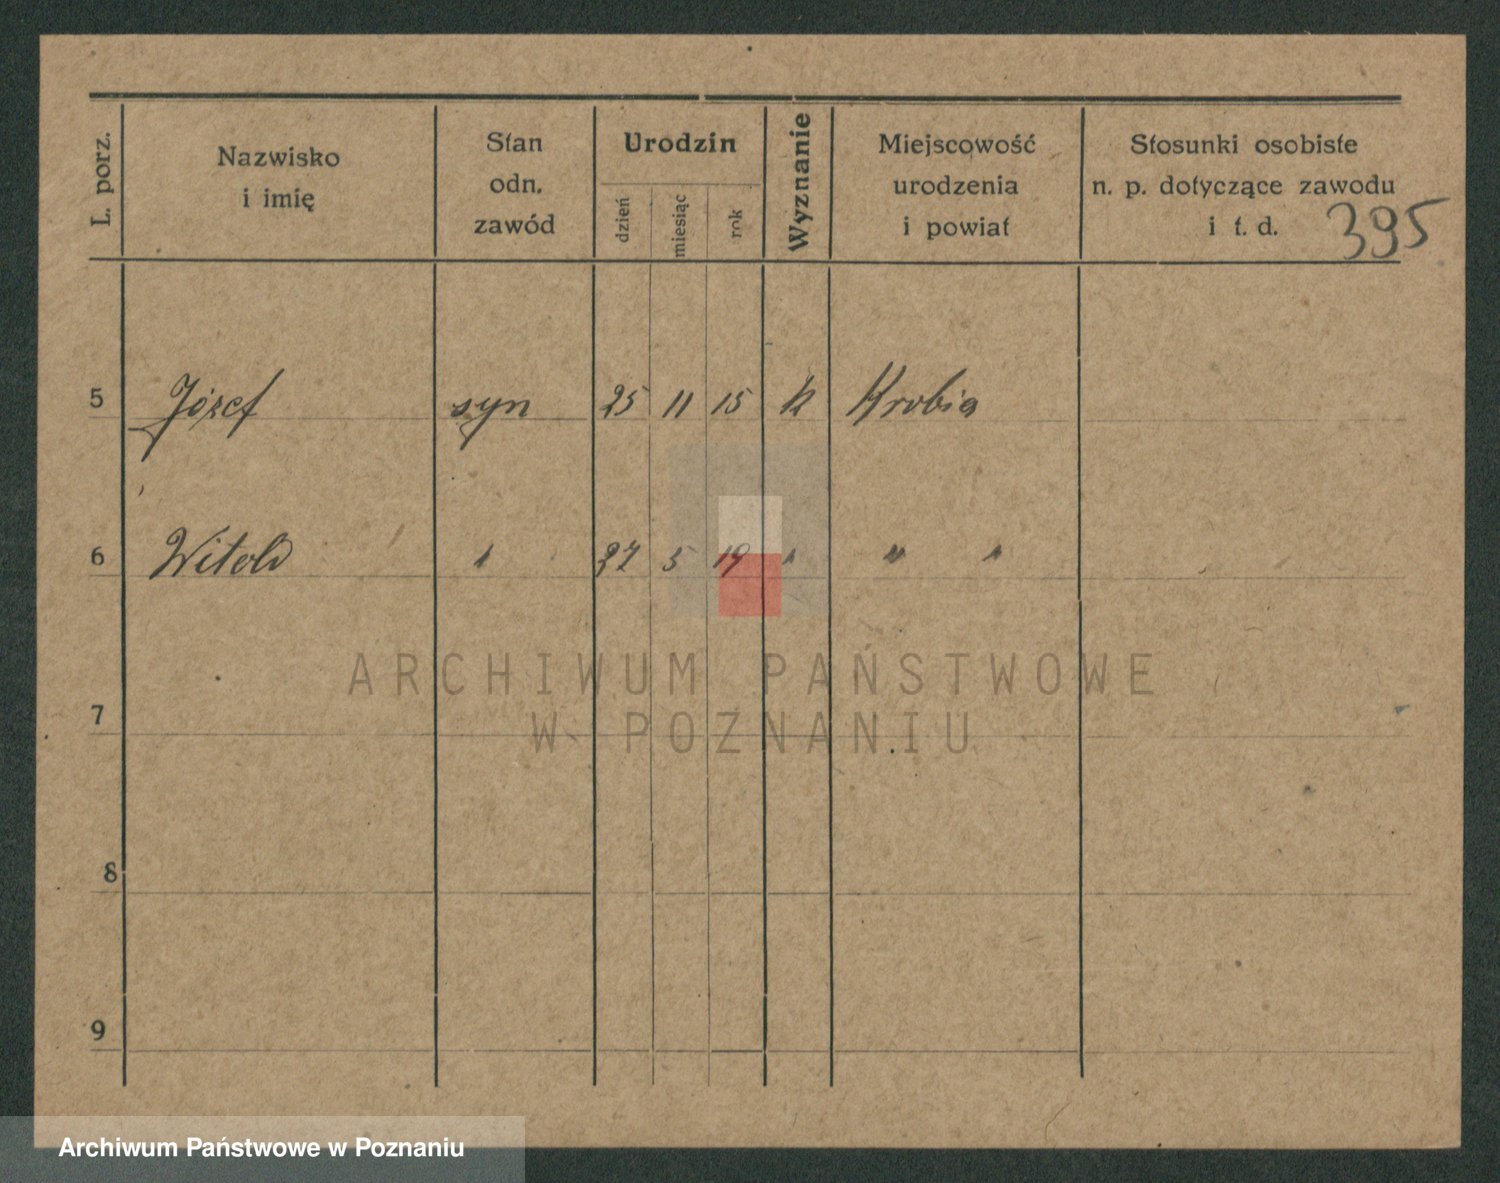 L. porz.
Nazwisko
i imię
Stan
odn.
zawód
Urodzin
dzień
miesiąc
rok
Wyznanie
Miejscowość
urodzenia
i powiat
Stosunki osobiste
n. p. dotyczące zawodu
i t. d.
395
5 Józef syn 25 11 15 k Krobia
6 Witold " 27 5 19 " " "
ARCHIWUM PAŃSTWOWE
W POZNANIU
7
8
9
Archiwum Państwowe w Poznaniu